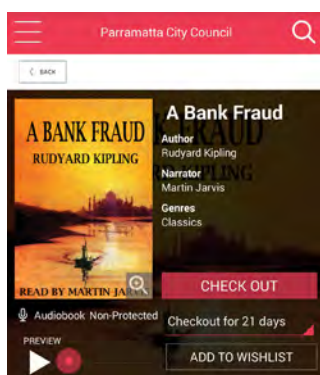 Parramatta City Council
BACK
A BANK FRAUD
RUDYARD KIPLING
READ BY MARTIN JARVIS
A Bank Fraud
Author
Rudyard Kipling
Narrator
Martin Jarvis
Genres
Classics
CHECK OUT
Audiobook Non-Protected
Checkout for 21 days
PREVIEW
ADD TO WISHLIST